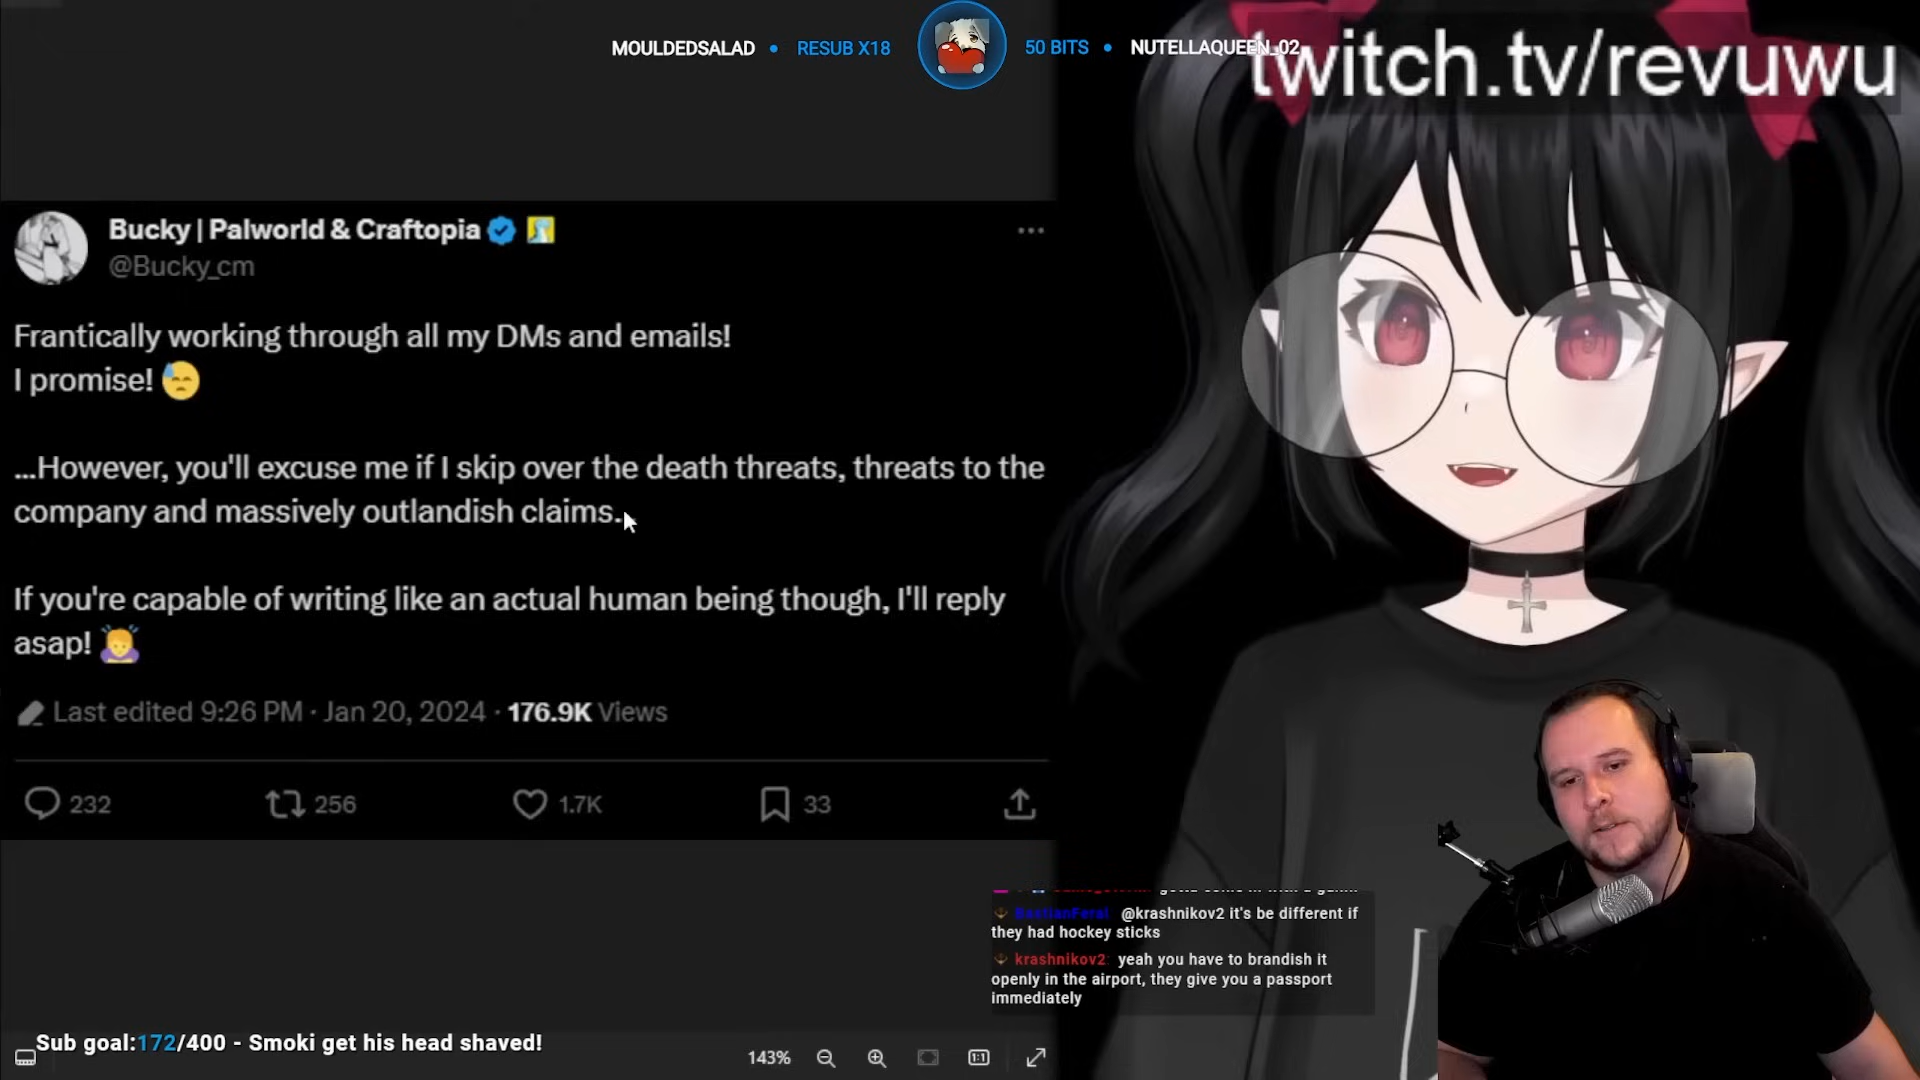 MOULDEDSALAD • RESUB X18 50 BITS • NUTELLAQUEEN_02
twitch.tv/revuwu
Bucky | Palworld & Craftopia
@Bucky_cm
Frantically working through all my DMs and emails!
I promise! 😓
...However, you'll excuse me if I skip over the death threats, threats to the
company and massively outlandish claims.
If you're capable of writing like an actual human being though, I'll reply
asap! 🙇
Last edited 9:26 PM · Jan 20, 2024 · 176.9K Views
232 256 1.7K 33
BastianFeral @krashnikov2 it's be different if
they had hockey sticks
krashnikov2: yeah you have to brandish it
openly in the airport, they give you a passport
immediately
Sub goal:172/400 - Smoki get his head shaved!
143% 1:1